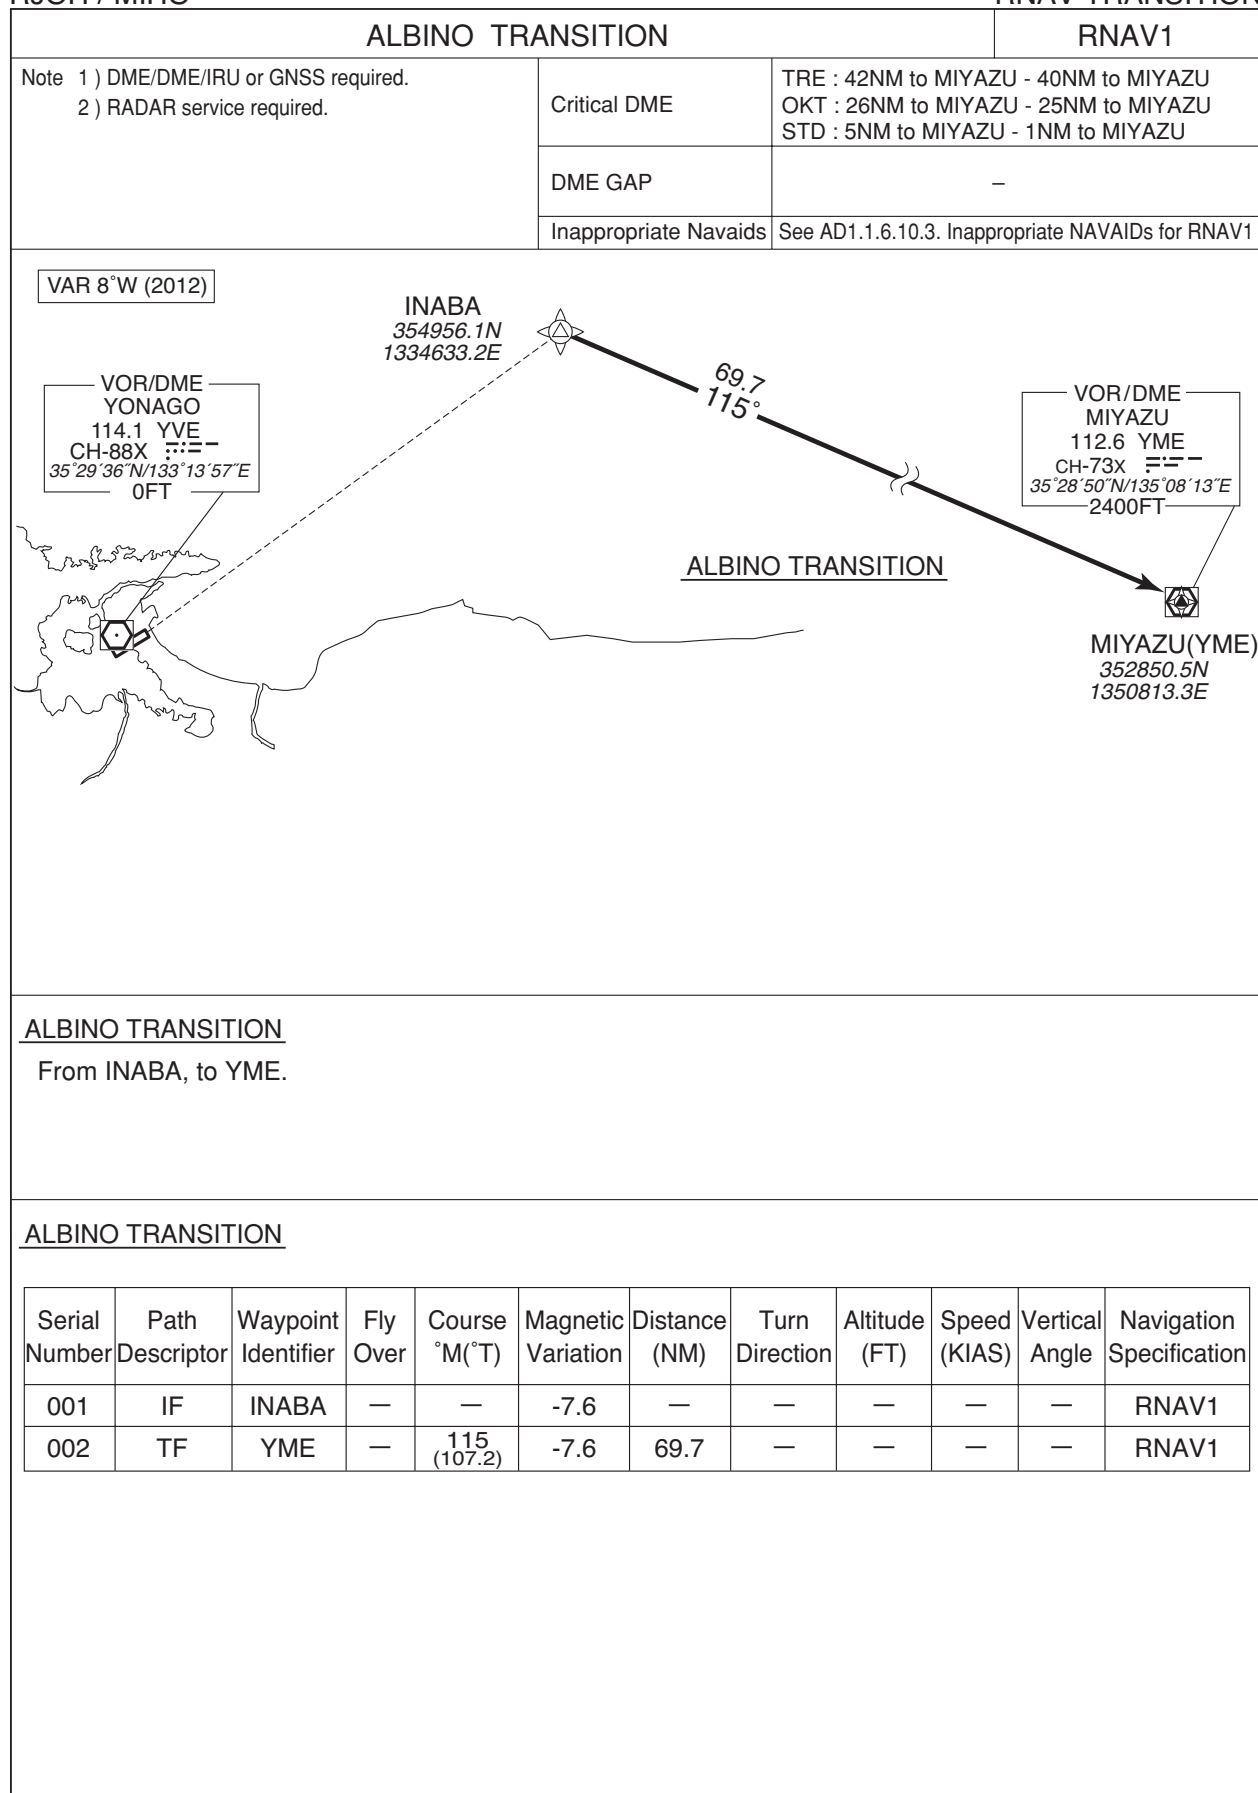 ALBINO TRANSITION RNAV1
Note 1 ) DME/DME/IRU or GNSS required.
2 ) RADAR service required.
Critical DME
TRE : 42NM to MIYAZU - 40NM to MIYAZU
OKT : 26NM to MIYAZU - 25NM to MIYAZU
STD : 5NM to MIYAZU - 1NM to MIYAZU
DME GAP –
Inappropriate Navaids See AD1.1.6.10.3. Inappropriate NAVAIDs for RNAV1
VAR 8˚W (2012)
INABA
354956.1N
1334633.2E
VOR/DME
YONAGO
114.1 YVE
CH-88X
35˚29´36˝N/133˚13´57˝E
0FT
69.7
115°
VOR/DME
MIYAZU
112.6 YME
CH-73X
35˚28´50˝N/135˚08´13˝E
2400FT
ALBINO TRANSITION
MIYAZU(YME)
352850.5N
1350813.3E
ALBINO TRANSITION
From INABA, to YME.
ALBINO TRANSITION
Serial Number Path Descriptor Waypoint Identifier Fly Over Course ˚M(˚T) Magnetic Variation Distance (NM) Turn Direction Altitude (FT) Speed (KIAS) Vertical Angle Navigation Specification
001 IF INABA — — -7.6 — — — — — RNAV1
002 TF YME — 115 (107.2) -7.6 69.7 — — — — RNAV1